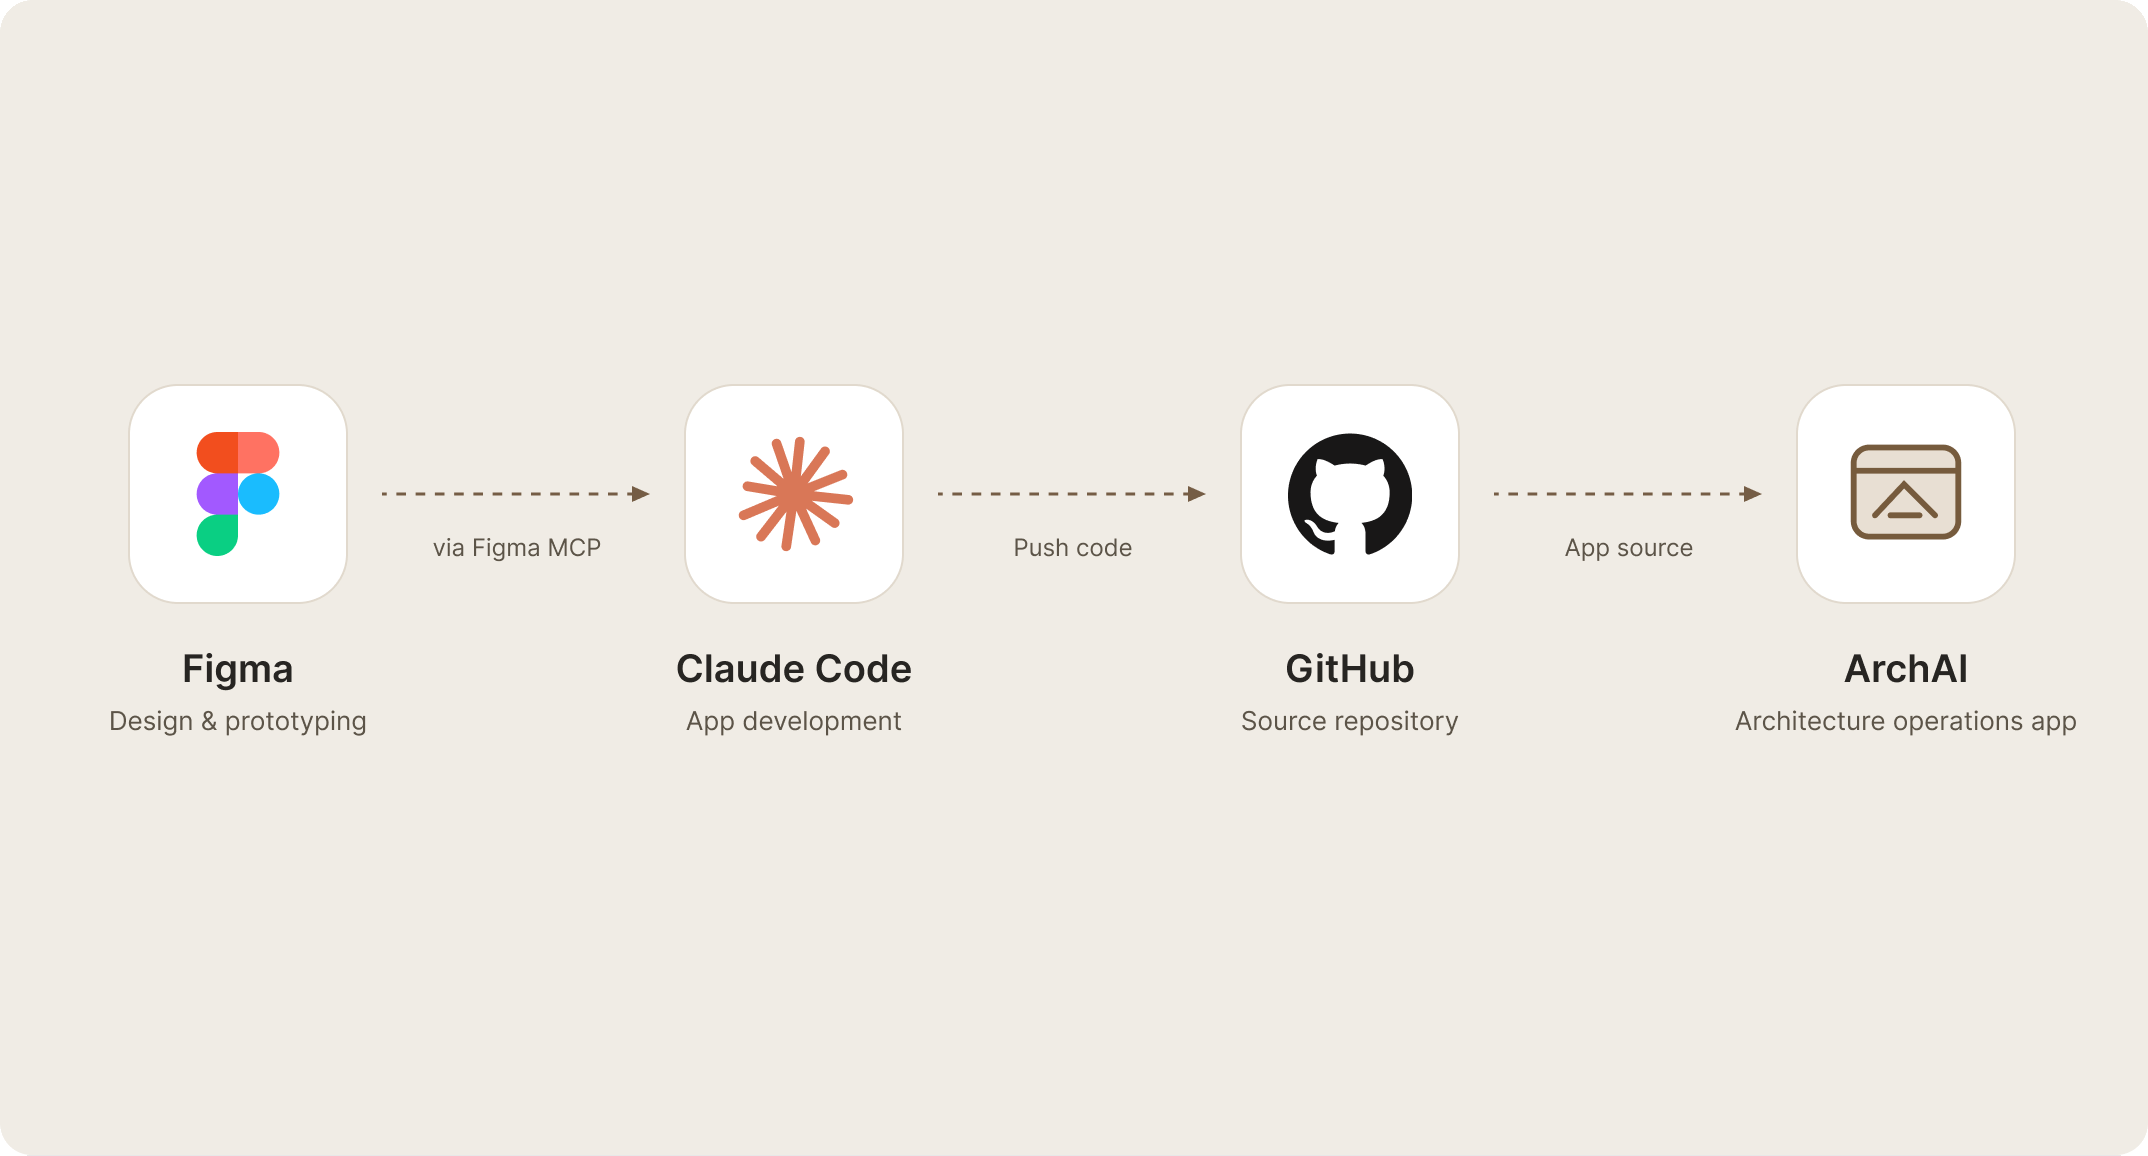 via Figma MCP
Push code
App source
Figma
Claude Code
GitHub
ArchAI
Design & prototyping
App development
Source repository
Architecture operations app